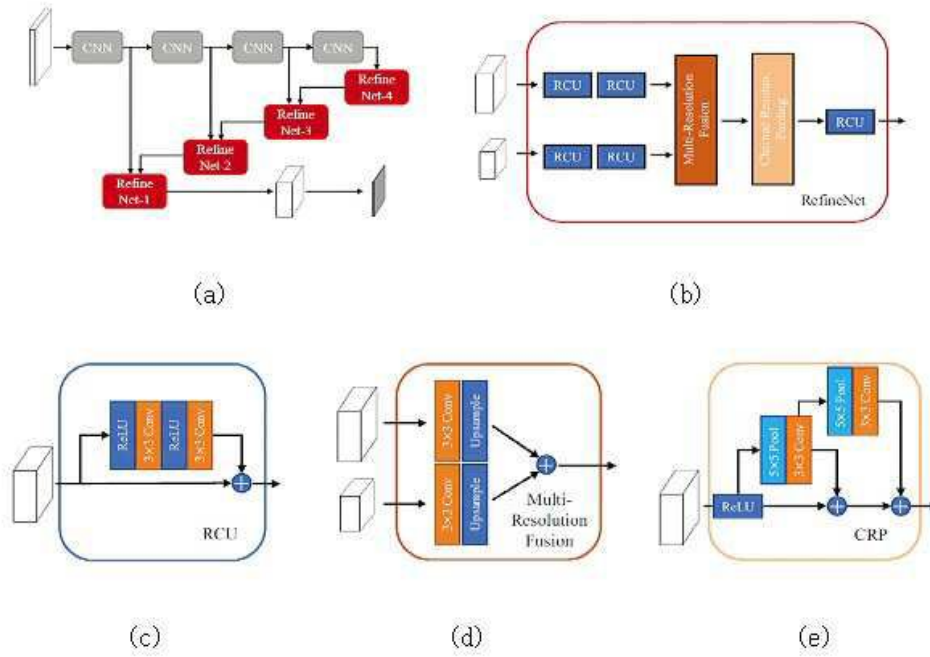 CNN
CNN
CNN
CNN
Refine
Net-4
Refine
Net-3
Refine
Net-2
Refine
Net-1
(a)
RCU
RCU
RCU
RCU
Multi-Resolution
Fusion
Chained Residual
Pooling
RCU
RefineNet
(b)
ReLU
3×3 Conv
ReLU
3×3 Conv
RCU
(c)
3×3 Conv
Upsample
3×3 Conv
Upsample
Multi-
Resolution
Fusion
(d)
5×5 Pool
3×3 Conv
5×5 Pool
3×3 Conv
ReLU
CRP
(e)